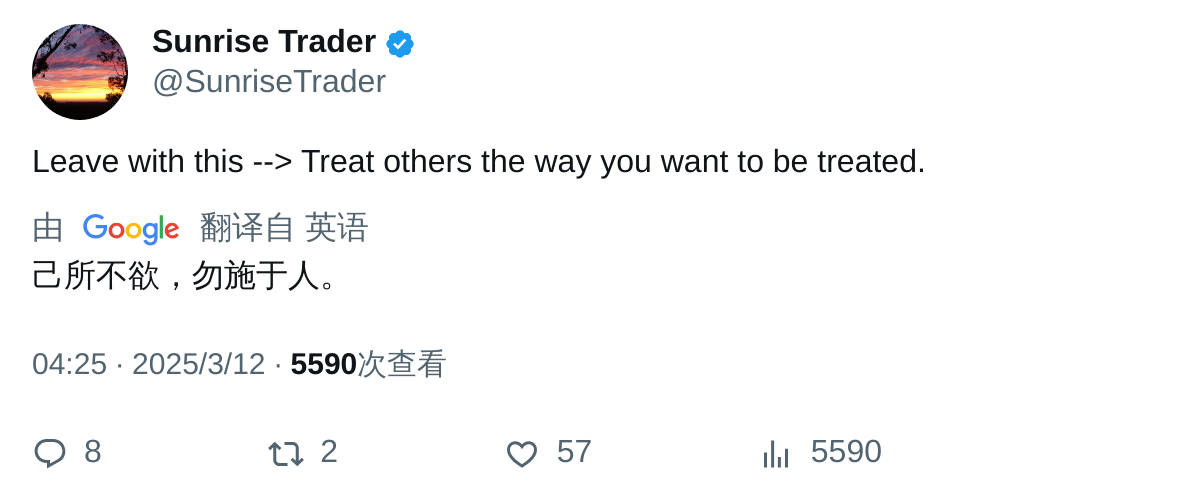 Sunrise Trader
@SunriseTrader
Leave with this --> Treat others the way you want to be treated.
由 Google 翻译自 英语
己所不欲，勿施于人。
04:25 · 2025/3/12 · 5590次查看
8 2 57 5590